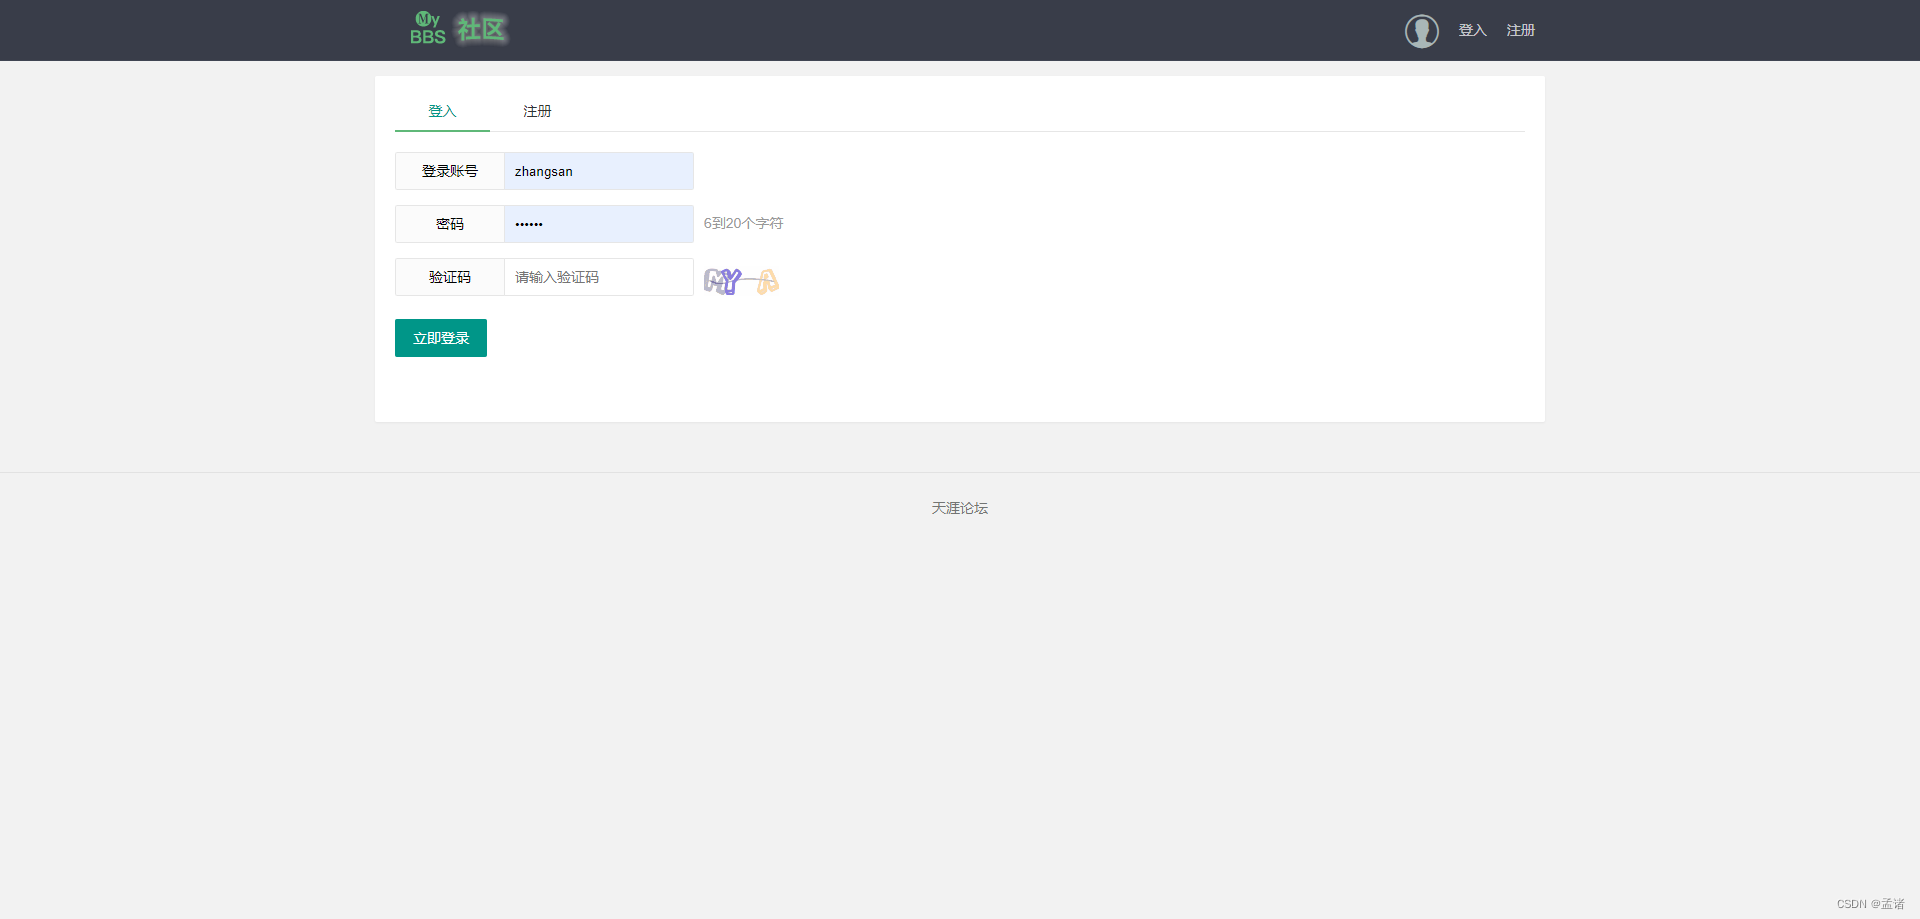 My
BBS 社区
登入 注册
登入 注册
登录账号 zhangsan
密码 •••••• 6到20个字符
验证码 请输入验证码
立即登录
天涯论坛
CSDN @孟诸